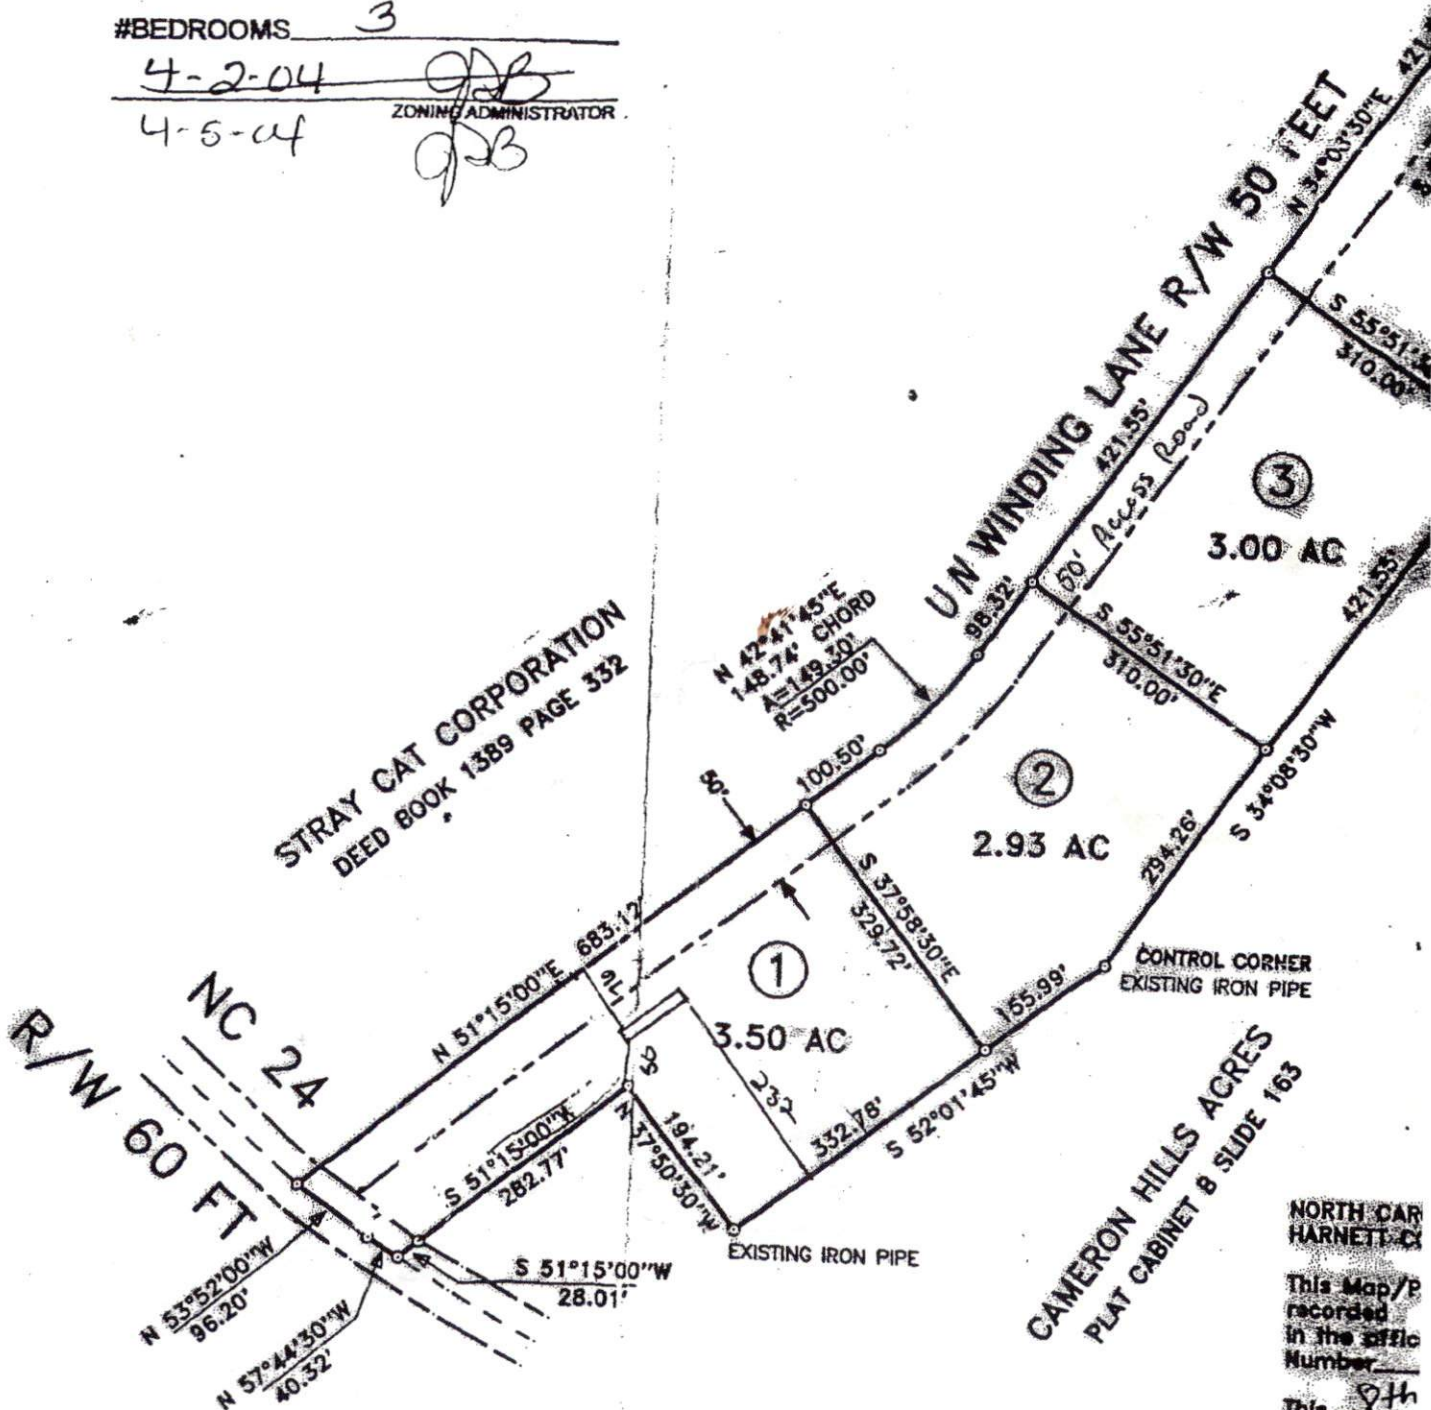 #BEDROOMS 3
4-2-04
ZONING ADMINISTRATOR
4-5-04
UN WINDING LANE R/W 50 FEET
N 34°03'30"E
421.55'
50' Access Road
S 55°51'
310.00'
3
3.00 AC
421.55'
98.32'
N 42°41'45"E
148.74' CHORD
A=149.30'
R=500.00'
S 55°51'30"E
310.00'
STRAY CAT CORPORATION
DEED BOOK 1389 PAGE 332
100.50'
50'
2
2.93 AC
294.26'
S 34°08'30"W
S 37°58'30"E
329.72'
683.12'
N 51°15'00"E
1
3.50 AC
CONTROL CORNER
EXISTING IRON PIPE
155.99'
NC 24
R/W 60 FT
232
332.78'
S 52°01'45"W
194.21'
N 37°50'30"W
S 51°15'00"W
282.77'
EXISTING IRON PIPE
S 51°15'00"W
28.01'
N 53°52'00"W
96.20'
N 57°44'30"W
40.32'
CAMERON HILLS ACRES
PLAT CABINET B SLIDE 163
NORTH CAR
HARNETT CO
This Map/P
recorded
in the offic
Number
This 8th